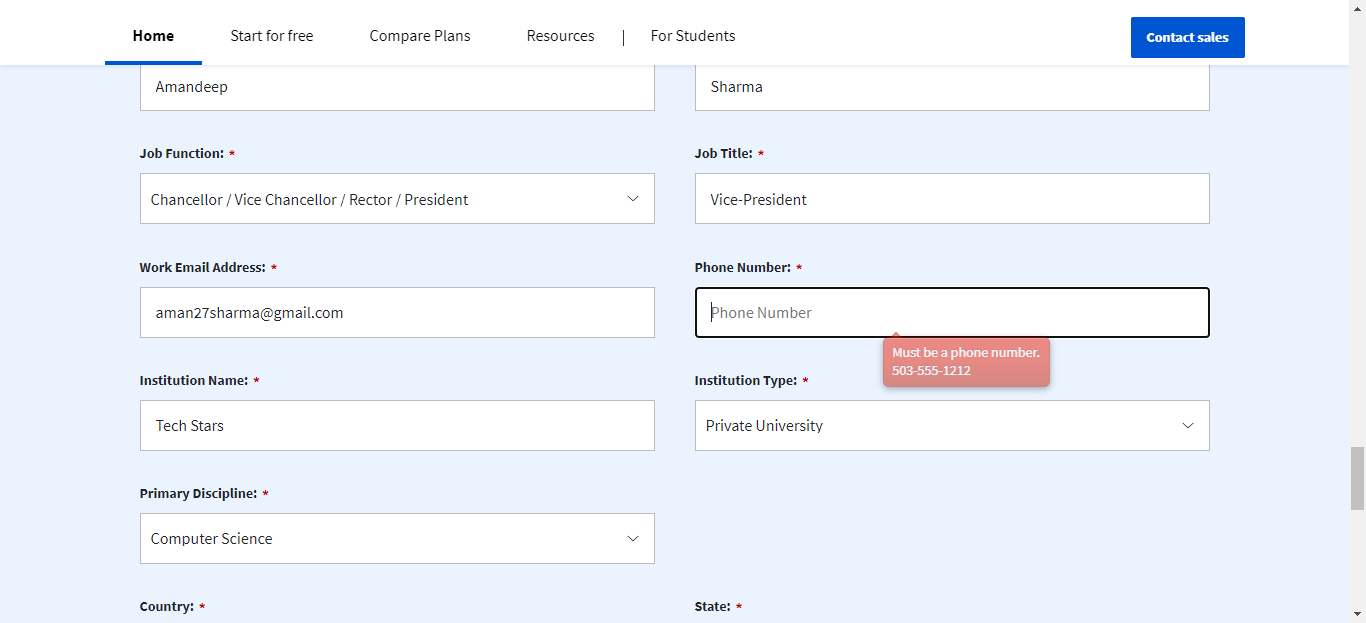 Home Start for free Compare Plans Resources | For Students Contact sales
Amandeep Sharma
Job Function: * Job Title: *
Chancellor / Vice Chancellor / Rector / President Vice-President
Work Email Address: * Phone Number: *
aman27sharma@gmail.com Phone Number
Must be a phone number.
503-555-1212
Institution Name: * Institution Type: *
Tech Stars Private University
Primary Discipline: *
Computer Science
Country: * State: *